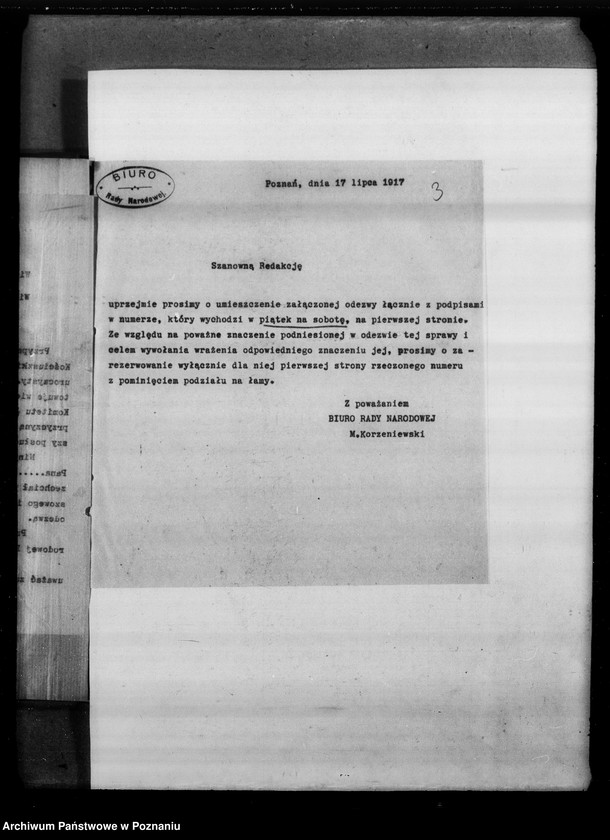 BIURO
Rady Narodowej
Poznań, dnia 17 lipca 1917
3
Szanowną Redakcję
uprzejmie prosimy o umieszczenie załączonej odezwy łącznie z podpisami
w numerze, który wychodzi w piątek na sobotę, na pierwszej stronie.
Ze względu na poważne znaczenie podniesionej w odezwie tej sprawy i
celem wywołania wrażenia odpowiedniego znaczeniu jej, prosimy o za -
rezerwowanie wyłącznie dla niej pierwszej strony rzeczonego numeru
z pominięciem podziału na łamy.
Z poważaniem
BIURO RADY NARODOWEJ
M.Korzeniewski
Archiwum Państwowe w Poznaniu